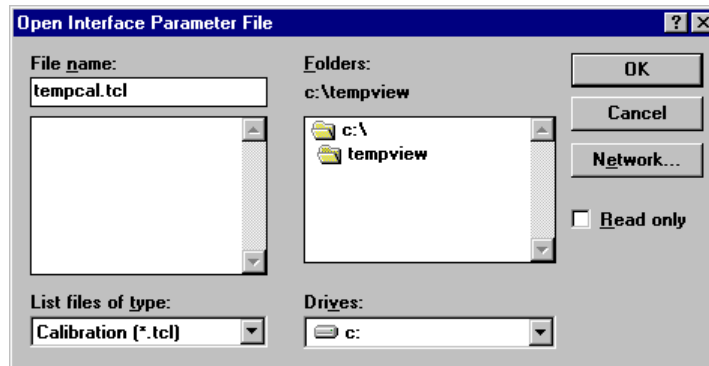 Open Interface Parameter File
File name:
tempcal.tcl
Folders:
c:\tempview
c:\
tempview
OK
Cancel
Network...
Read only
List files of type:
Calibration (*.tcl)
Drives:
c: